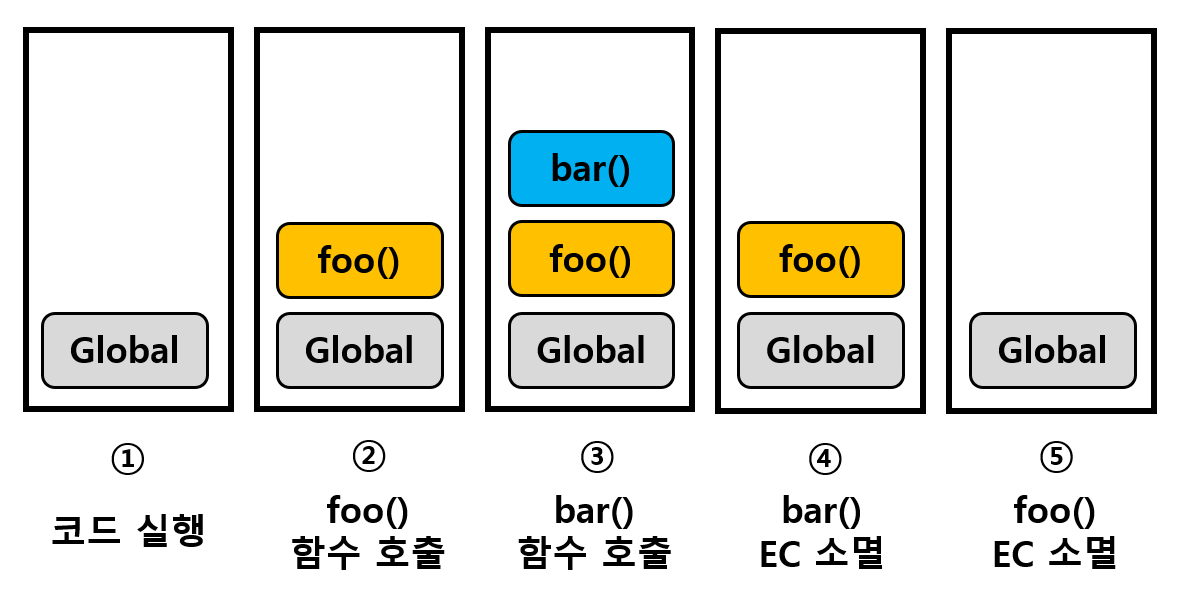 Global
foo()
Global
bar()
foo()
Global
foo()
Global
Global
①
코드 실행
②
foo()
함수 호출
③
bar()
함수 호출
④
bar()
EC 소멸
⑤
foo()
EC 소멸